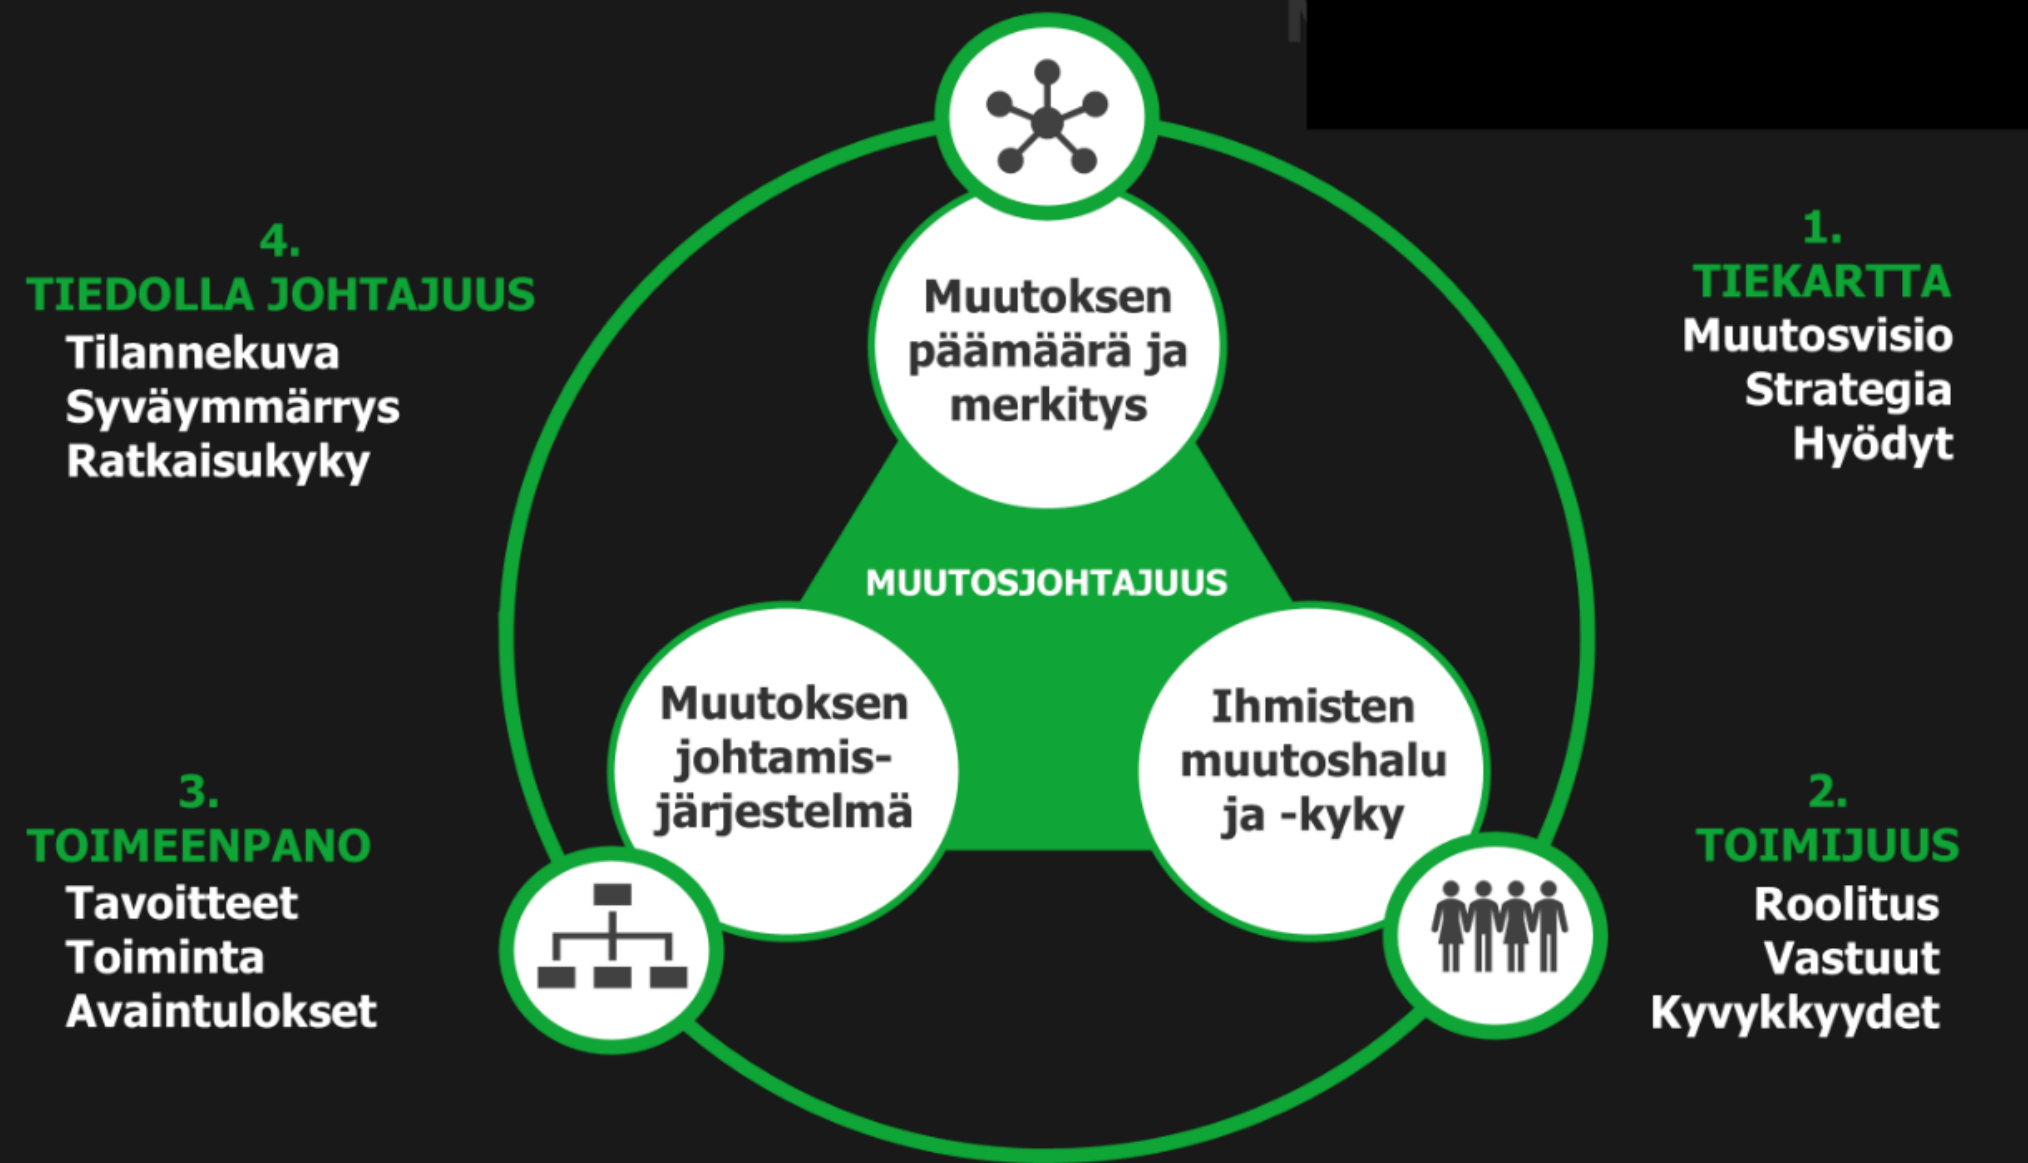 4.
TIEDOLLA JOHTAJUUS
Tilannekuva
Syväymmärrys
Ratkaisukyky
1.
TIEKARTTA
Muutosvisio
Strategia
Hyödyt
Muutoksen
päämäärä ja
merkitys
MUUTOSJOHTAJUUS
Muutoksen
johtamis-
järjestelmä
Ihmisten
muutoshalu
ja -kyky
3.
TOIMEENPANO
Tavoitteet
Toiminta
Avaintulokset
2.
TOIMIJUUS
Roolitus
Vastuut
Kyvykkyydet